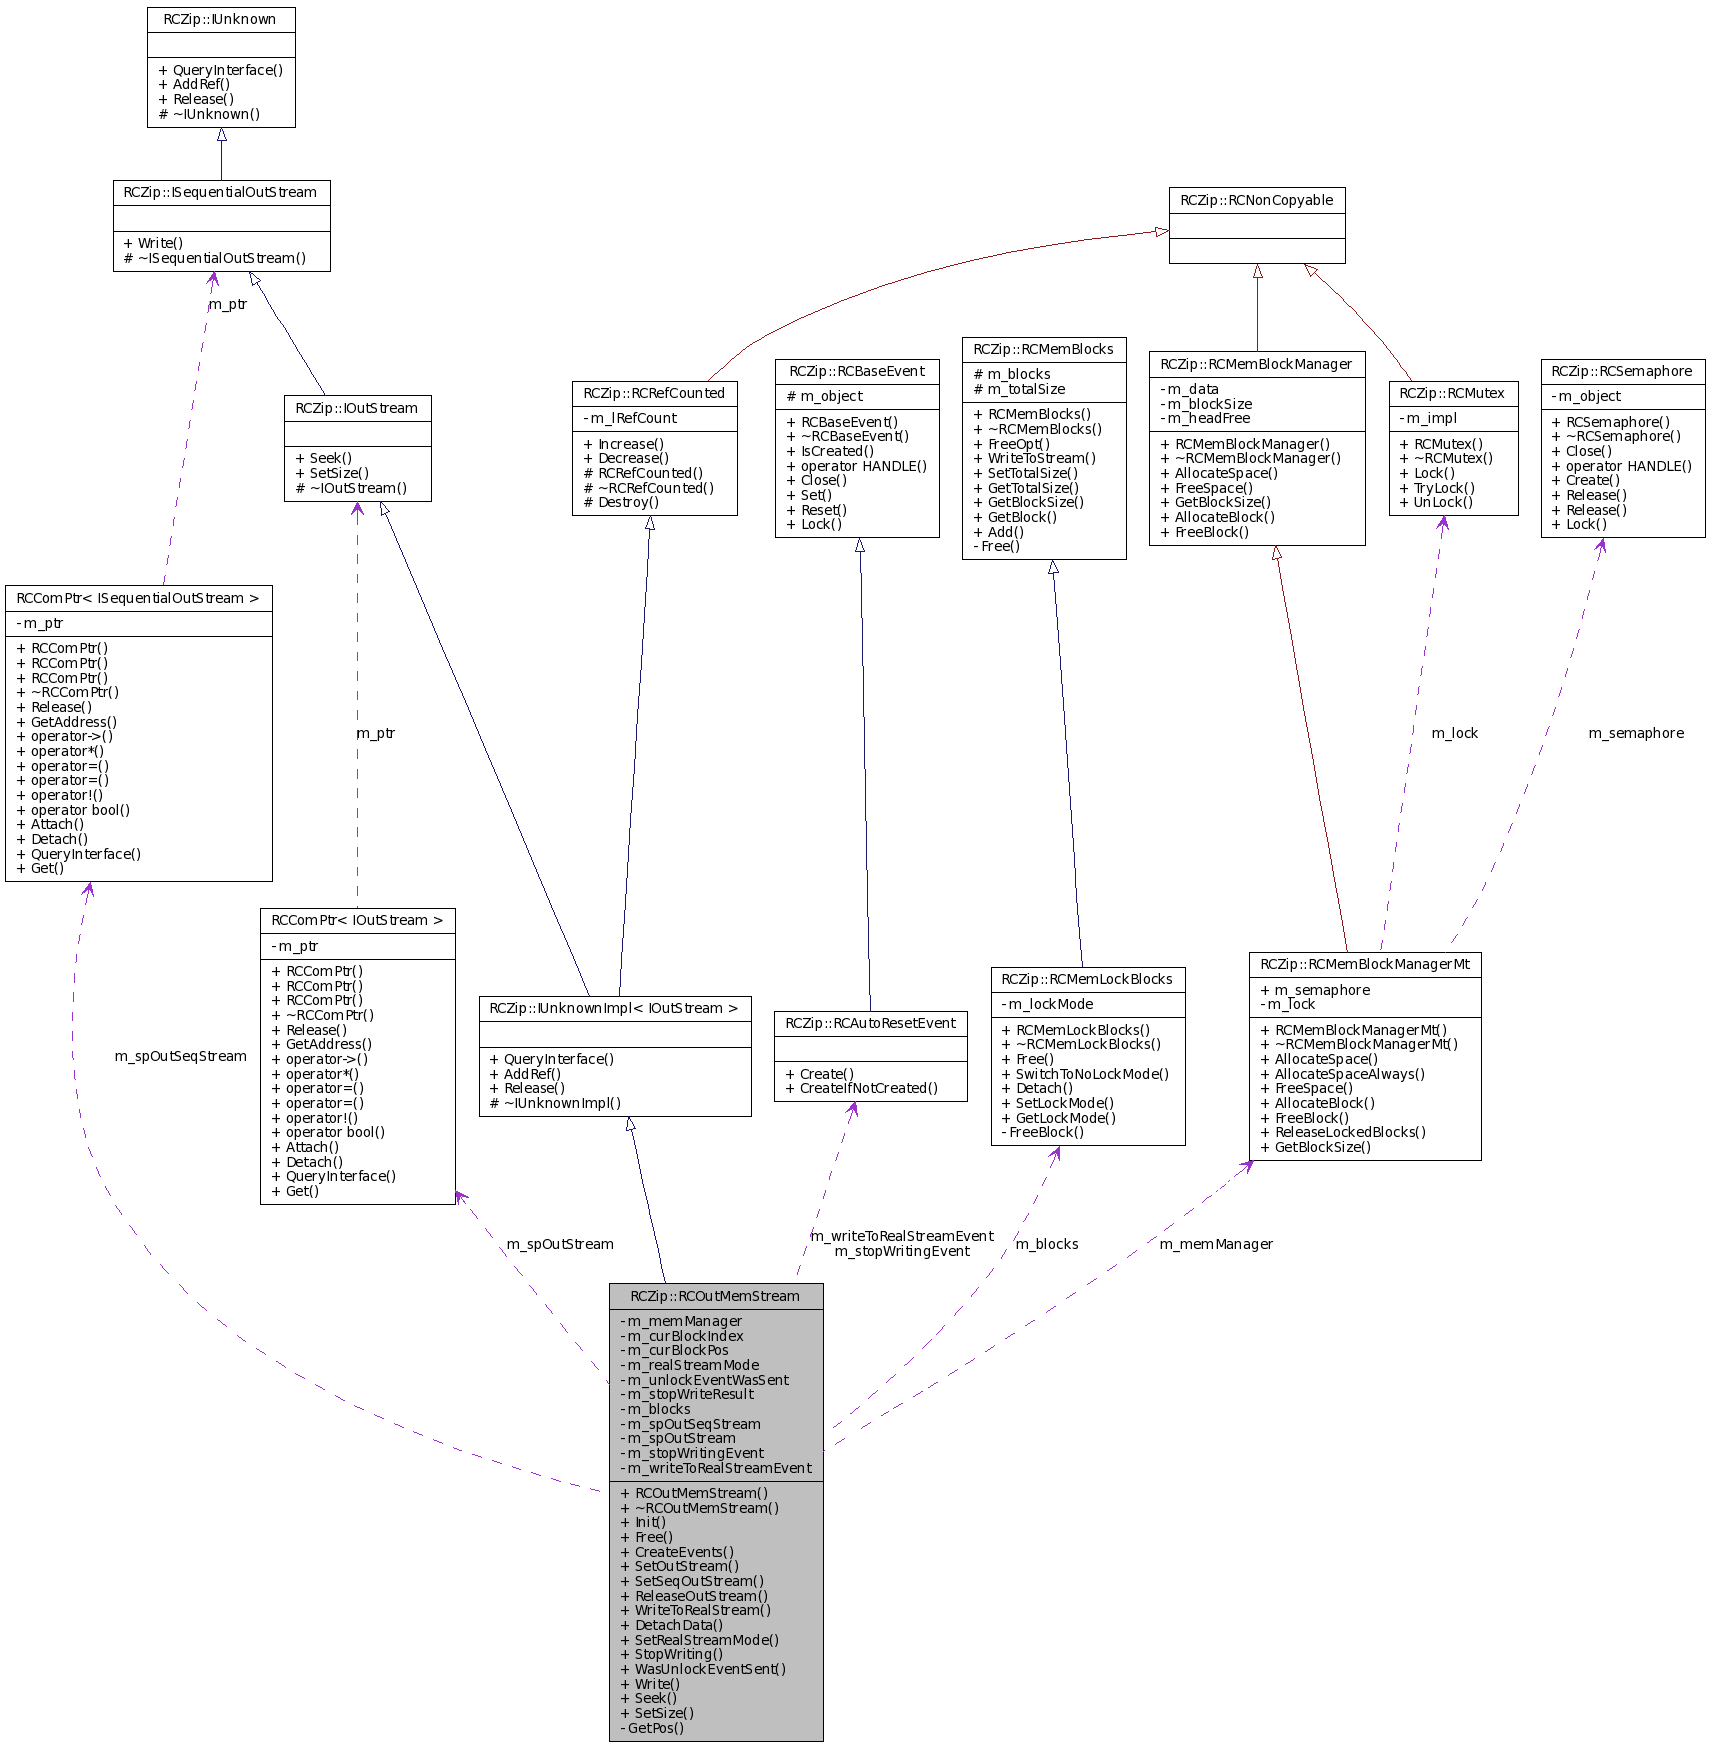 RCZip::IUnknown
+ QueryInterface()
+ AddRef()
+ Release()
# ~IUnknown()
RCZip::ISequentialOutStream
+ Write()
# ~ISequentialOutStream()
m_ptr
RCZip::IOutStream
+ Seek()
+ SetSize()
# ~IOutStream()
RCZip::RCNonCopyable
RCZip::RCRefCounted
- m_lRefCount
+ Increase()
+ Decrease()
# RCRefCounted()
# ~RCRefCounted()
# Destroy()
RCZip::RCBaseEvent
# m_object
+ RCBaseEvent()
+ ~RCBaseEvent()
+ IsCreated()
+ operator HANDLE()
+ Close()
+ Set()
+ Reset()
+ Lock()
RCZip::RCMemBlocks
# m_blocks
# m_totalSize
+ RCMemBlocks()
+ ~RCMemBlocks()
+ FreeOpt()
+ WriteToStream()
+ SetTotalSize()
+ GetTotalSize()
+ GetBlockSize()
+ GetBlock()
+ Add()
- Free()
RCZip::RCMemBlockManager
- m_data
- m_blockSize
- m_headFree
+ RCMemBlockManager()
+ ~RCMemBlockManager()
+ AllocateSpace()
+ FreeSpace()
+ GetBlockSize()
+ AllocateBlock()
+ FreeBlock()
RCZip::RCMutex
- m_impl
+ RCMutex()
+ ~RCMutex()
+ Lock()
+ TryLock()
+ UnLock()
RCZip::RCSemaphore
- m_object
+ RCSemaphore()
+ ~RCSemaphore()
+ Close()
+ operator HANDLE()
+ Create()
+ Release()
+ Release()
+ Lock()
RCComPtr< ISequentialOutStream >
- m_ptr
+ RCComPtr()
+ RCComPtr()
+ RCComPtr()
+ ~RCComPtr()
+ Release()
+ GetAddress()
+ operator->()
+ operator*()
+ operator=()
+ operator=()
+ operator!()
+ operator bool()
+ Attach()
+ Detach()
+ QueryInterface()
+ Get()
m_ptr
m_lock
m_semaphore
RCComPtr< IOutStream >
- m_ptr
+ RCComPtr()
+ RCComPtr()
+ RCComPtr()
+ ~RCComPtr()
+ Release()
+ GetAddress()
+ operator->()
+ operator*()
+ operator=()
+ operator=()
+ operator!()
+ operator bool()
+ Attach()
+ Detach()
+ QueryInterface()
+ Get()
RCZip::IUnknownImpl< IOutStream >
+ QueryInterface()
+ AddRef()
+ Release()
# ~IUnknownImpl()
RCZip::RCAutoResetEvent
+ Create()
+ CreateIfNotCreated()
RCZip::RCMemLockBlocks
- m_lockMode
+ RCMemLockBlocks()
+ ~RCMemLockBlocks()
+ Free()
+ SwitchToNoLockMode()
+ Detach()
+ SetLockMode()
+ GetLockMode()
- FreeBlock()
RCZip::RCMemBlockManagerMt
+ m_semaphore
- m_lock
+ RCMemBlockManagerMt()
+ ~RCMemBlockManagerMt()
+ AllocateSpace()
+ AllocateSpaceAlways()
+ FreeSpace()
+ AllocateBlock()
+ FreeBlock()
+ ReleaseLockedBlocks()
+ GetBlockSize()
m_spOutSeqStream
m_spOutStream
m_writeToRealStreamEvent
m_stopWritingEvent
m_blocks
m_memManager
RCZip::RCOutMemStream
- m_memManager
- m_curBlockIndex
- m_curBlockPos
- m_realStreamMode
- m_unlockEventWasSent
- m_stopWriteResult
- m_blocks
- m_spOutSeqStream
- m_spOutStream
- m_stopWritingEvent
- m_writeToRealStreamEvent
+ RCOutMemStream()
+ ~RCOutMemStream()
+ Init()
+ Free()
+ CreateEvents()
+ SetOutStream()
+ SetSeqOutStream()
+ ReleaseOutStream()
+ WriteToRealStream()
+ DetachData()
+ SetRealStreamMode()
+ StopWriting()
+ WasUnlockEventSent()
+ Write()
+ Seek()
+ SetSize()
- GetPos()